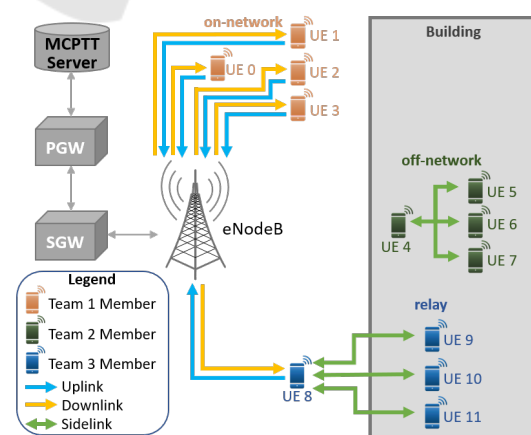 MCPTT
Server
PGW
SGW
on-network
UE 1
UE 0
UE 2
UE 3
eNodeB
Building
off-network
UE 5
UE 4
UE 6
UE 7
relay
UE 9
UE 8
UE 10
UE 11
Legend
Team 1 Member
Team 2 Member
Team 3 Member
Uplink
Downlink
Sidelink